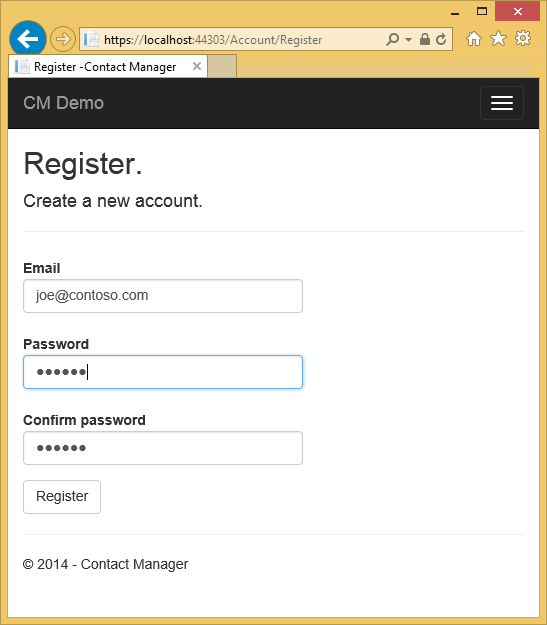 https://localhost:44303/Account/Register
Register -Contact Manager
CM Demo
Register.
Create a new account.
Email
joe@contoso.com
Password
●●●●●●
Confirm password
●●●●●●
Register
© 2014 - Contact Manager